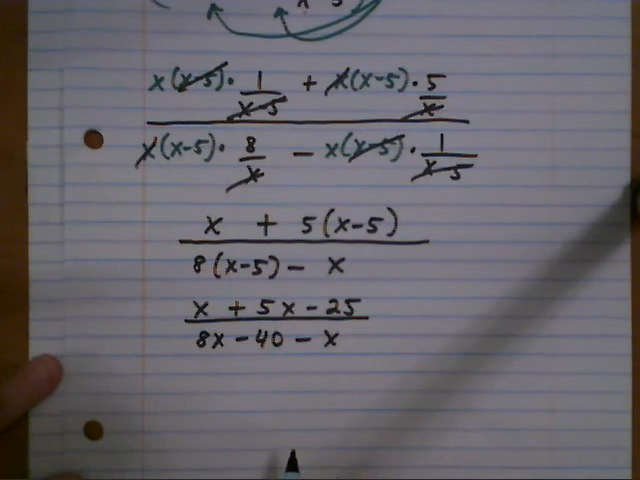 x(x-5)· 1/(x-5) + x(x-5)· 5/x
x(x-5)· 8/x − x(x-5)· 1/(x-5)
x + 5(x-5)
8(x-5) − x
x + 5x − 25
8x − 40 − x